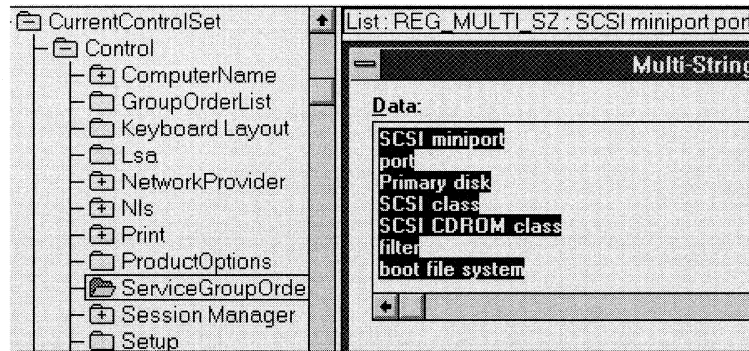 CurrentControlSet
Control
ComputerName
GroupOrderList
Keyboard Layout
Lsa
NetworkProvider
Nls
Print
ProductOptions
ServiceGroupOrde
Session Manager
Setup
List : REG_MULTI_SZ : SCSI miniport por
Multi-String
Data:
SCSI miniport
port
Primary disk
SCSI class
SCSI CDROM class
filter
boot file system